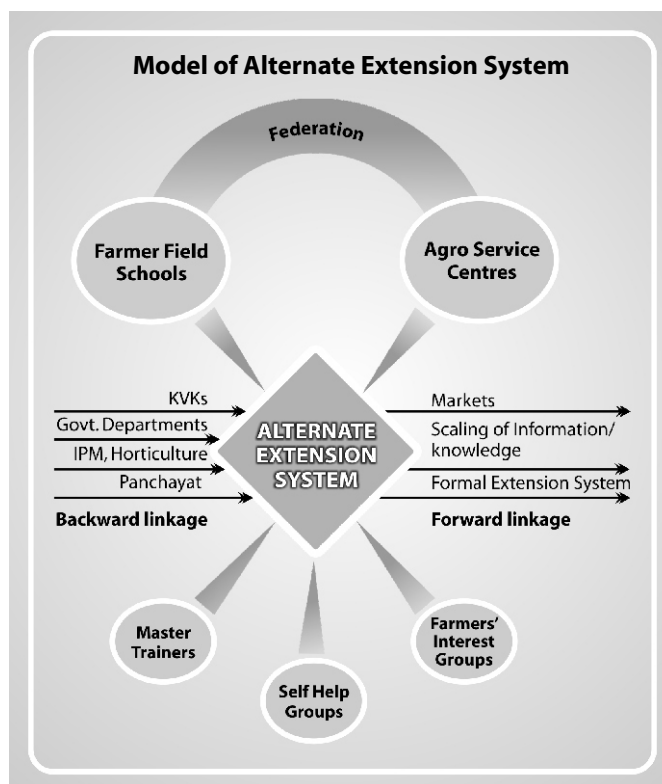 Model of Alternate Extension System
Federation
Farmer Field
Schools
Agro Service
Centres
KVKs
Govt. Departments
IPM, Horticulture
Panchayat
Backward linkage
ALTERNATE
EXTENSION
SYSTEM
Markets
Scaling of Information/
knowledge
Formal Extension System
Forward linkage
Master
Trainers
Self Help
Groups
Farmers'
Interest
Groups